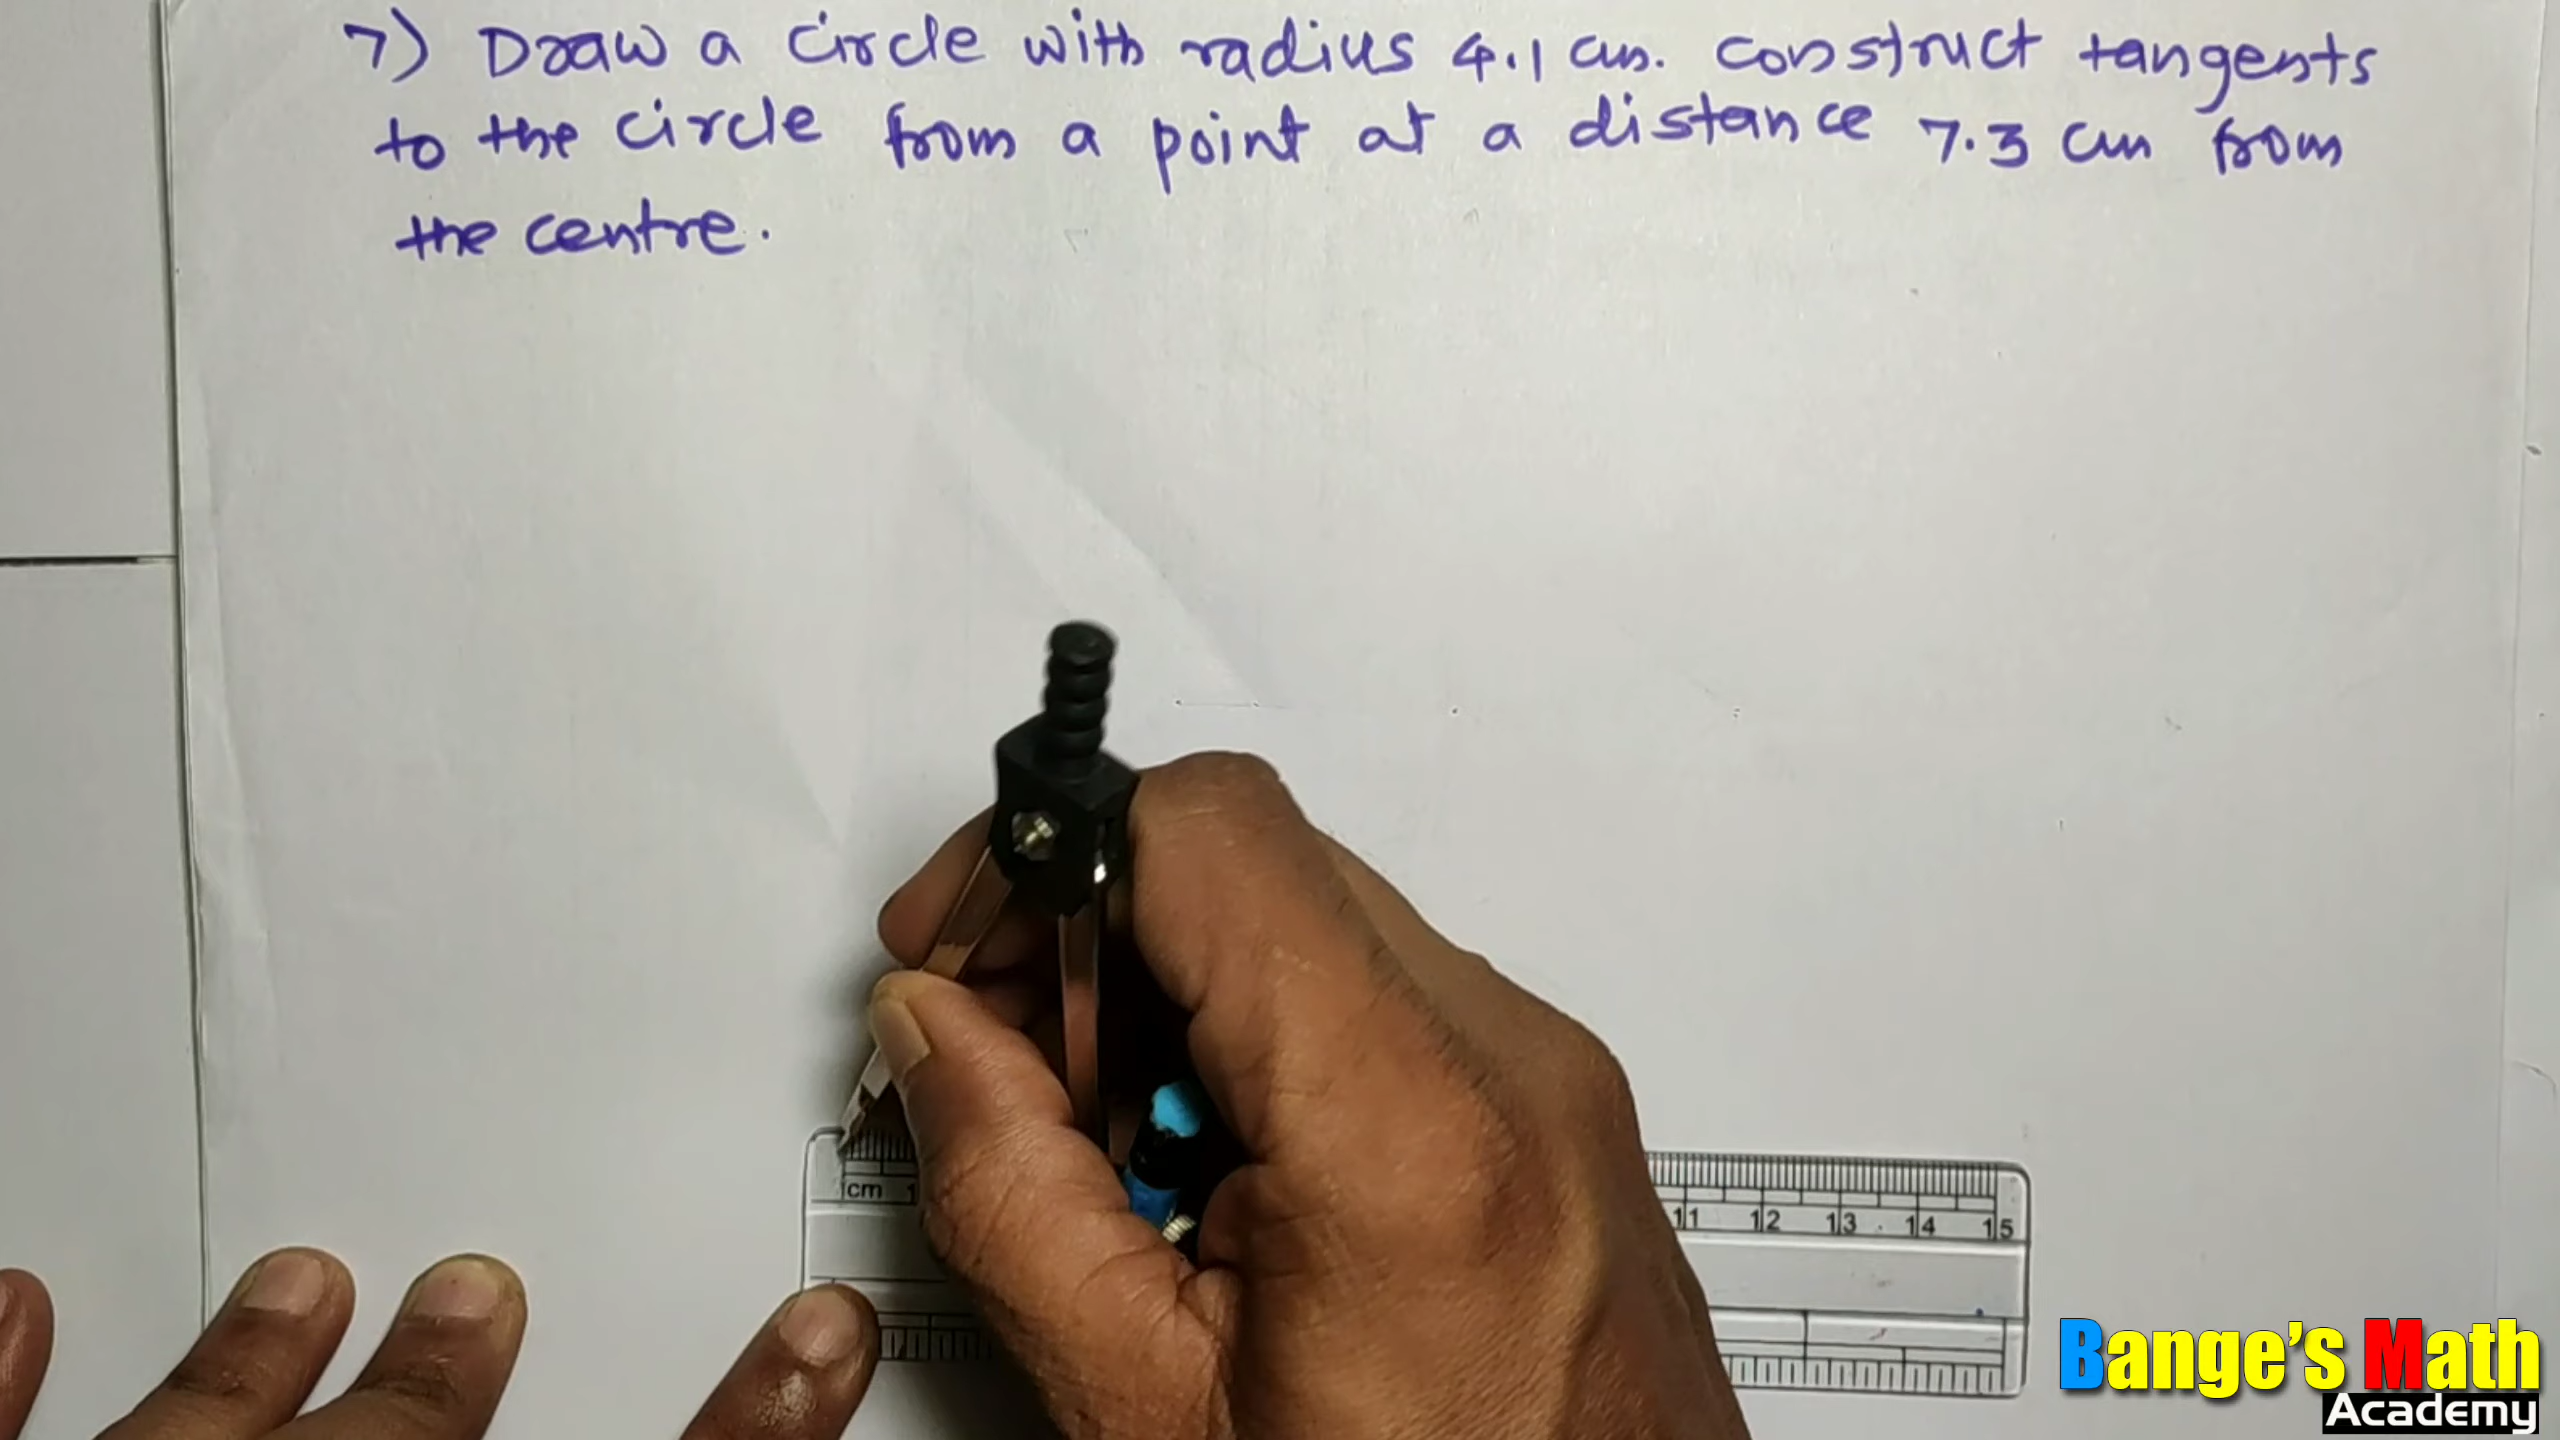 7) Draw a circle with radius 4.1 cm. construct tangents
to the circle from a point at a distance 7.3 cm from
the centre.
cm 1 11 12 13 14 15
Bange's Math
Academy